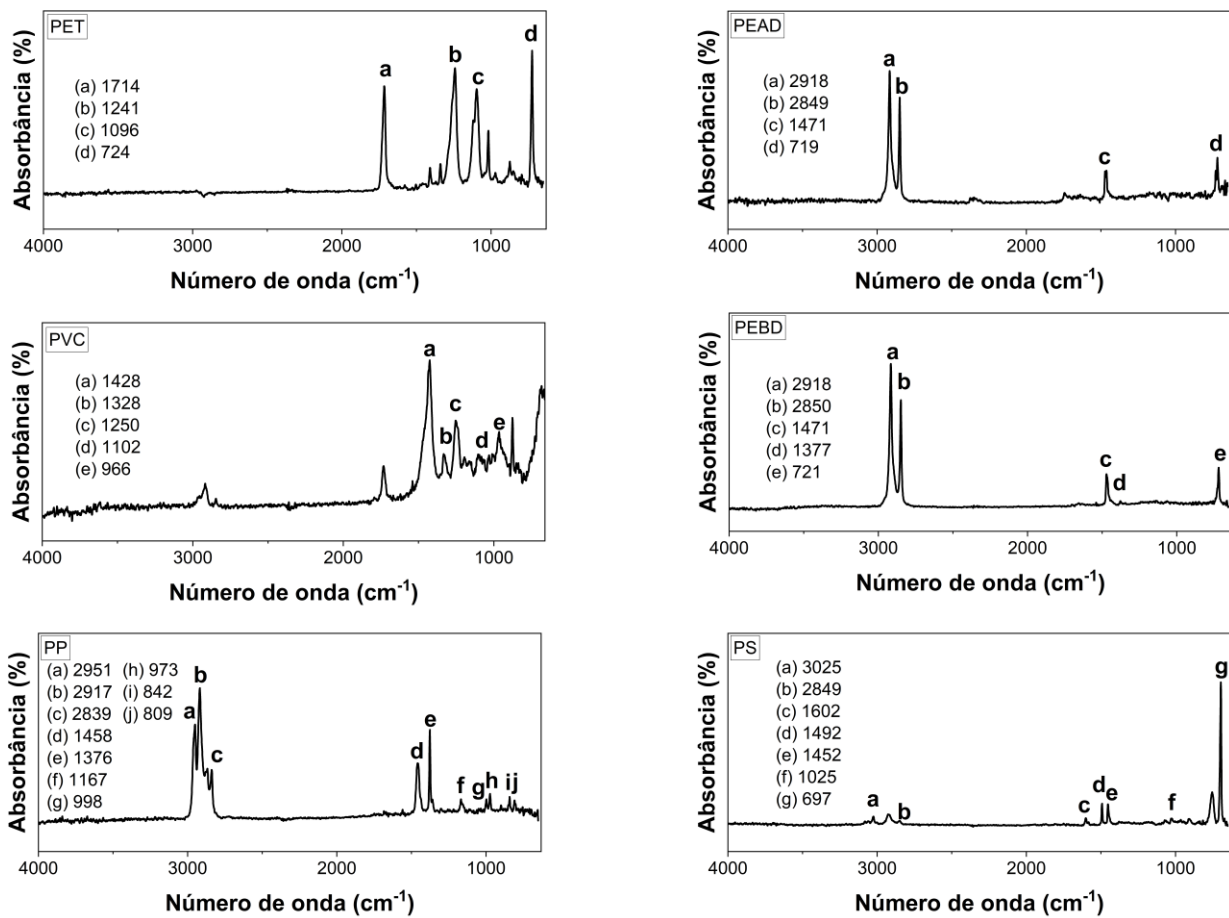 PET
(a) 1714
(b) 1241
(c) 1096
(d) 724
a
b
c
d
Absorbância (%)
4000
3000
2000
1000
Número de onda (cm-1)
PEAD
(a) 2918
(b) 2849
(c) 1471
(d) 719
a
b
c
d
Absorbância (%)
4000
3000
2000
1000
Número de onda (cm-1)
PVC
(a) 1428
(b) 1328
(c) 1250
(d) 1102
(e) 966
a
b
c
d
e
Absorbância (%)
4000
3000
2000
1000
Número de onda (cm-1)
PEBD
(a) 2918
(b) 2850
(c) 1471
(d) 1377
(e) 721
a
b
c
d
e
Absorbância (%)
4000
3000
2000
1000
Número de onda (cm-1)
PP
(a) 2951 (h) 973
(b) 2917 (i) 842
(c) 2839 (j) 809
(d) 1458
(e) 1376
(f) 1167
(g) 998
a
b
c
d
e
f
g
h
i
j
Absorbância (%)
4000
3000
2000
1000
Número de onda (cm-1)
PS
(a) 3025
(b) 2849
(c) 1602
(d) 1492
(e) 1452
(f) 1025
(g) 697
a
b
c
d
e
f
g
Absorbância (%)
4000
3000
2000
1000
Número de onda (cm-1)